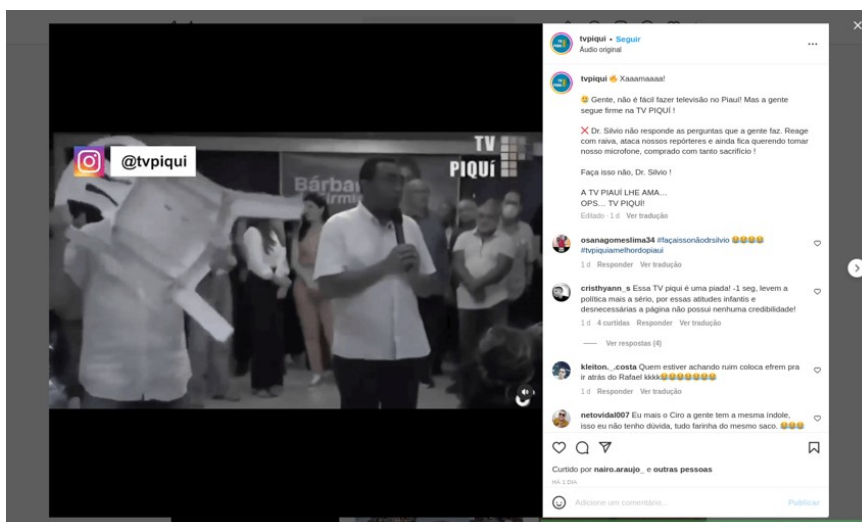 @tvpiqui
TV
PIQUÍ
Bárba
tvpiqui • Seguir
Áudio original
tvpiqui 🔥 Xaaamaaaa!
🙂 Gente, não é fácil fazer televisão no Piauí! Mas a gente
segue firme na TV PIQUÍ !
❌ Dr. Silvio não responde as perguntas que a gente faz. Reage
com raiva, ataca nossos repórteres e ainda fica querendo tomar
nosso microfone, comprado com tanto sacrifício !
Faça isso não, Dr. Silvio !
A TV PIAUÍ LHE AMA...
OPS... TV PIQUÍ!
Editado · 1 d Ver tradução
osanagomeslima34 #façaissonãodrsilvio 😂😂😂😂
#tvpiquiamelhordopiaui
1 d Responder Ver tradução
cristhyann_s Essa TV piqui é uma piada! -1 seg, levem a
política mais a sério, por essas atitudes infantis e
desnecessárias a página não possui nenhuma credibilidade!
1 d 4 curtidas Responder Ver tradução
Ver respostas (4)
kleiton._.costa Quem estiver achando ruim coloca efrem pra
ir atrás do Rafael kkkk😂😂😂😂😂😂😂
1 d Responder Ver tradução
netovidal007 Eu mais o Ciro a gente tem a mesma índole,
isso eu não tenho dúvida, tudo farinha do mesmo saco. 😂😂😂
Curtido por nairo.araujo_ e outras pessoas
HÁ 1 DIA
Adicione um comentário...
Publicar